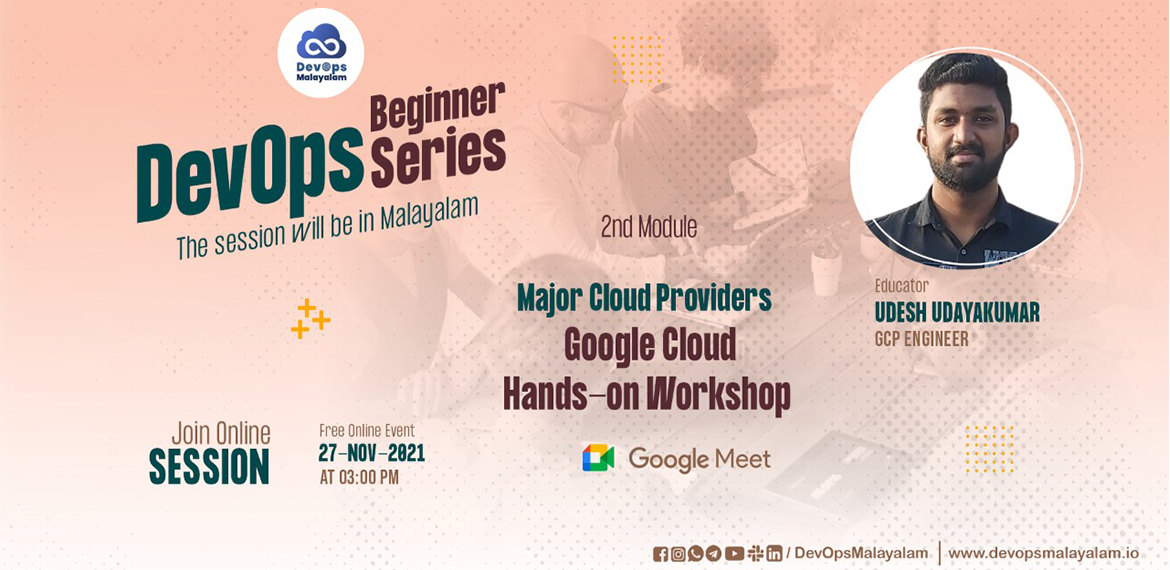 DevOps
Malayalam
DevOps Beginner
Series
The session will be in Malayalam
2nd Module
Major Cloud Providers
Google Cloud
Hands-on Workshop
Google Meet
Educator
UDESH UDAYAKUMAR
GCP ENGINEER
Join Online
SESSION
Free Online Event
27-NOV-2021
AT 03:00 PM
/ DevOpsMalayalam | www.devopsmalayalam.io